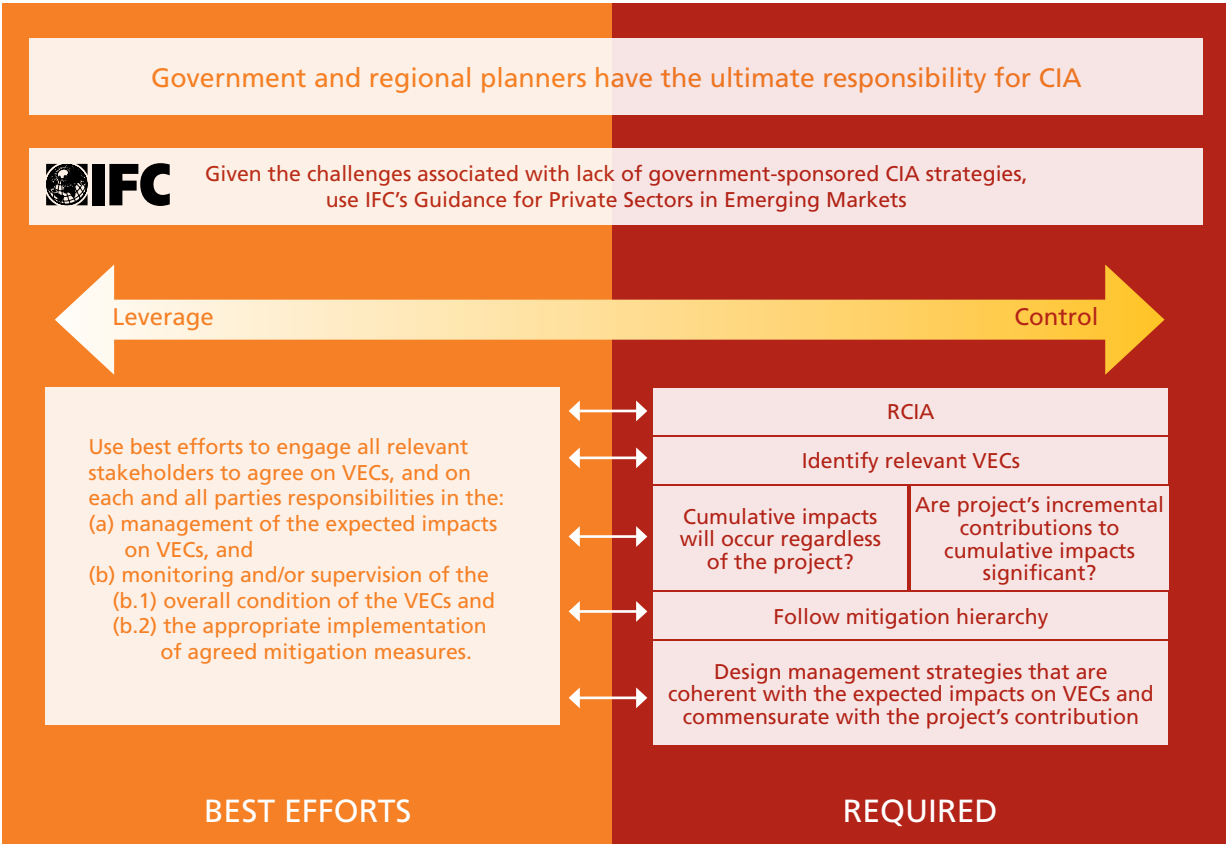 Government and regional planners have the ultimate responsibility for CIA
IFC
Given the challenges associated with lack of government-sponsored CIA strategies,
use IFC's Guidance for Private Sectors in Emerging Markets
Leverage
Control
Use best efforts to engage all relevant
stakeholders to agree on VECs, and on
each and all parties responsibilities in the:
(a) management of the expected impacts
on VECs, and
(b) monitoring and/or supervision of the
(b.1) overall condition of the VECs and
(b.2) the appropriate implementation
of agreed mitigation measures.
RCIA
Identify relevant VECs
Cumulative impacts
will occur regardless
of the project?
Are project's incremental
contributions to
cumulative impacts
significant?
Follow mitigation hierarchy
Design management strategies that are
coherent with the expected impacts on VECs and
commensurate with the project's contribution
BEST EFFORTS
REQUIRED